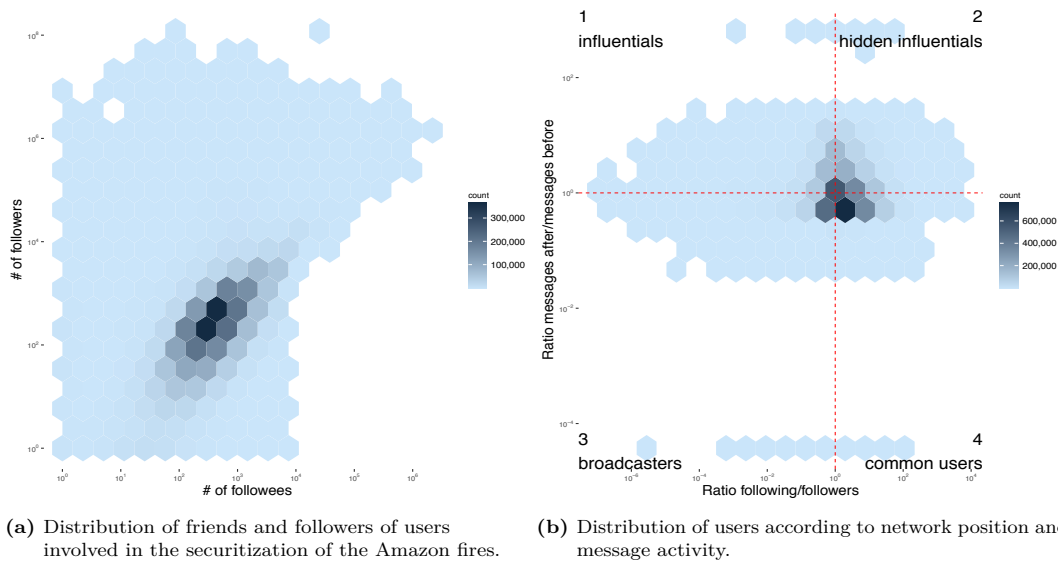 10⁸
10⁶
10⁴
10²
10⁰
# of followers
10⁰ 10¹ 10² 10³ 10⁴ 10⁵ 10⁶
# of followees
count
300,000
200,000
100,000
(a) Distribution of friends and followers of users
involved in the securitization of the Amazon fires.
1 2
influentials hidden influentials
10²
10⁰
10⁻²
10⁻⁴
Ratio messages after/messages before
3 4
broadcasters common users
10⁻⁶ 10⁻⁴ 10⁻² 10⁰ 10² 10⁴
Ratio following/followers
count
600,000
400,000
200,000
(b) Distribution of users according to network position and
message activity.